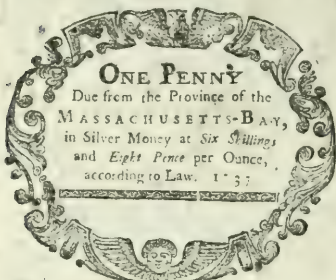 ONE PENNY
Due from the Province of the
MASSACHUSETTS-BAY,
in Silver Money at Six Shillings
and Eight Pence per Ounce,
according to Law. 1737